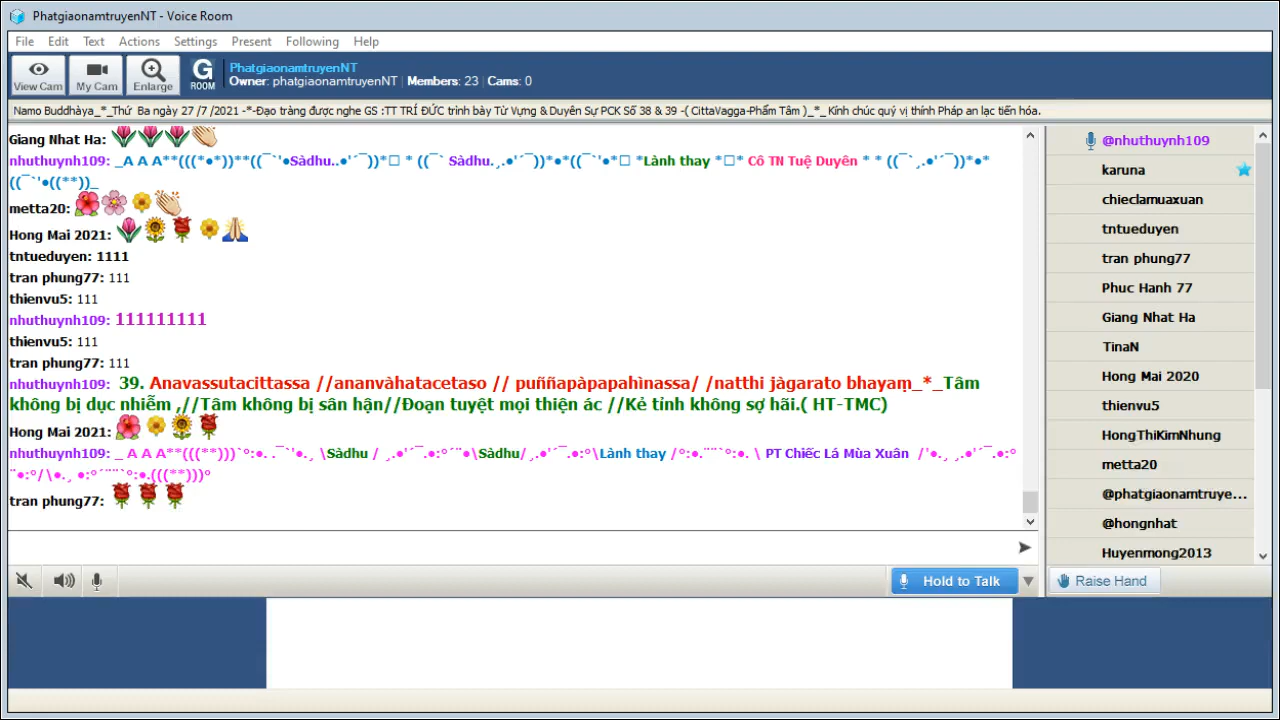 PhatgiaonamtruyenNT - Voice Room
File Edit Text Actions Settings Present Following Help
View Cam My Cam Enlarge G ROOM
PhatgiaonamtruyenNT
Owner: phatgiaonamtruyenNT Members: 23 Cams: 0
Namo Buddhàya_*_Thứ Ba ngày 27 /7 /2021 -*-Đạo tràng được nghe GS :TT TRÍ ĐỨC trình bày Từ Vựng & Duyên Sự PCK Số 38 & 39 -( CittaVagga-Phẩm Tâm )_*_ Kính chúc quý vị thính Pháp an lạc tiến hóa.
Giang Nhat Ha:
nhuthuynh109: _A A A**(((*•*))**((¯`'•Sàdhu..•'´¯))*□ * ((¯` Sàdhu.¸.•'´¯))*•*((¯`'•*□ *Lành thay *□* Cô TN Tuệ Duyên * * ((¯`¸.•'´¯))*•*
((¯`'•((**))_
metta20:
Hong Mai 2021:
tntueduyen: 1111
tran phung77: 111
thienvu5: 111
nhuthuynh109: 111111111
thienvu5: 111
tran phung77: 111
nhuthuynh109: 39. Anavassutacittassa //ananvàhatacetaso // puññapàpapahìnassa/ /natthi jàgarato bhayaṃ_*_Tâm
không bị dục nhiễm ,//Tâm không bị sân hận//Đoạn tuyệt mọi thiện ác //Kẻ tỉnh không sợ hãi.( HT-TMC)
Hong Mai 2021:
nhuthuynh109: _ A A A**(((**)))`°:•. .¯`'•.¸ \Sàdhu / ¸.•'´¯.•:°´¨•\Sàdhu/¸.•'´¯.•:°\Lành thay /°:•.¨¨`°:•. \ PT Chiếc Lá Mùa Xuân /'•.¸ ¸.•'´¯.•:°
¨•:°/\•.¸ •:°´¨¨`°:•.(((**)))°
tran phung77:
@nhuthuynh109
karuna
chieclamuaxuan
tntueduyen
tran phung77
Phuc Hanh 77
Giang Nhat Ha
TinaN
Hong Mai 2020
thienvu5
HongThiKimNhung
metta20
@phatgiaonamtruye...
@hongnhat
Huyenmong2013
Hold to Talk
Raise Hand